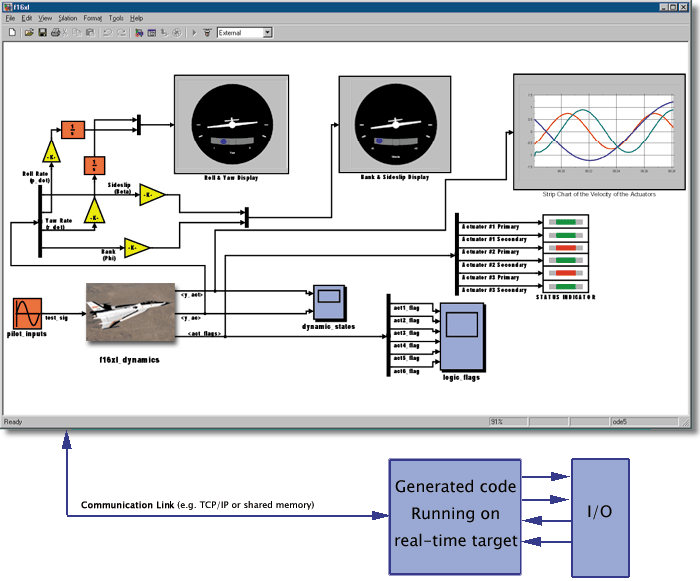 f16xl
File Edit View Silation Format Tools Help
External
Roll Rate
(p_dot)
-K-
1
s
1
s
Sideslip
(Beta)
-K-
Yaw Rate
(r_dot)
-K-
Bank
(Phi)
-K-
Roll & Yaw Display
Bank & Sideslip Display
Strip Chart of the Velocity of the Actuators
Actuator #1 Primary
Actuator #1 Secondary
Actuator #2 Primary
Actuator #2 Secondary
Actuator #3 Primary
Actuator #3 Secondary
STATUS INDICATOR
pilot_inputs
test_sig
f16xl_dynamics
<y_act>
<y_ac>
<act_flags>
dynamic_states
act1_flag
act2_flag
act3_flag
act4_flag
act5_flag
act6_flag
logic_flags
Ready
91%
ode5
Communication Link (e.g. TCP/IP or shared memory)
Generated code
Running on
real-time target
I/O